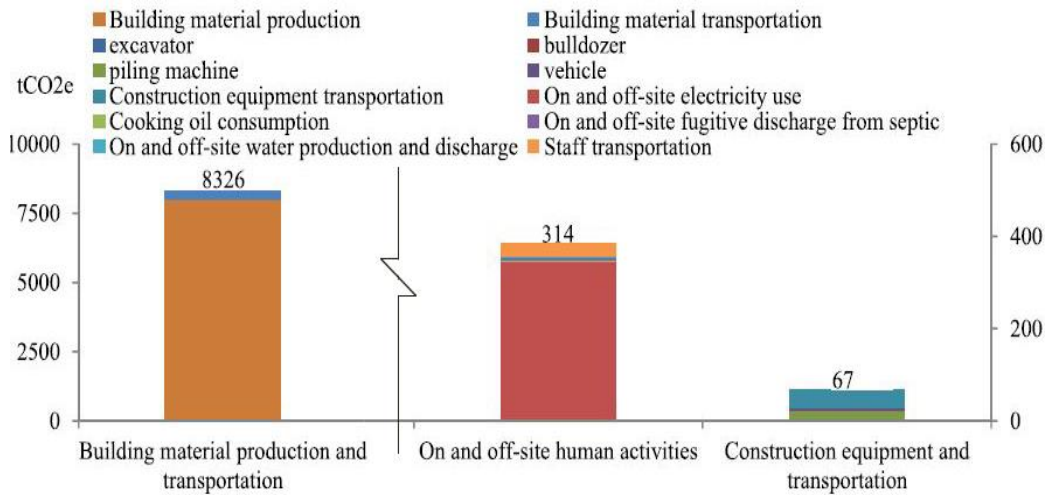 Building material production
Building material transportation
excavator
bulldozer
piling machine
vehicle
tCO2e
Construction equipment transportation
On and off-site electricity use
Cooking oil consumption
On and off-site fugitive discharge from septic
On and off-site water production and discharge
Staff transportation
10000
7500
5000
2500
0
8326
314
67
600
400
200
0
Building material production and
transportation
On and off-site human activities
Construction equipment and
transportation